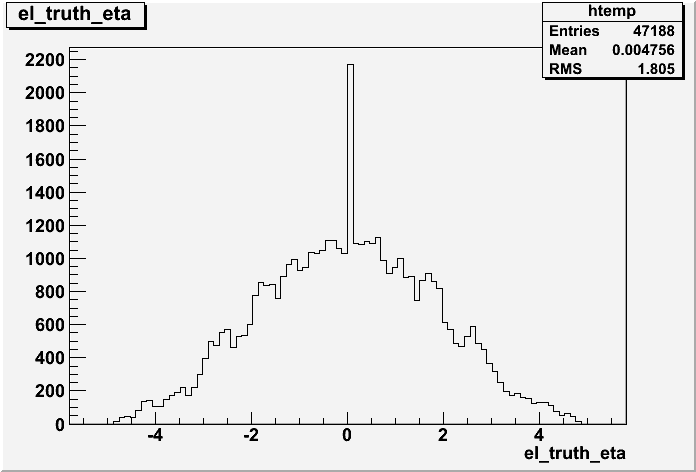 el_truth_eta
htemp
Entries 47188
Mean 0.004756
RMS 1.805
2200
2000
1800
1600
1400
1200
1000
800
600
400
200
0
-4 -2 0 2 4
el_truth_eta